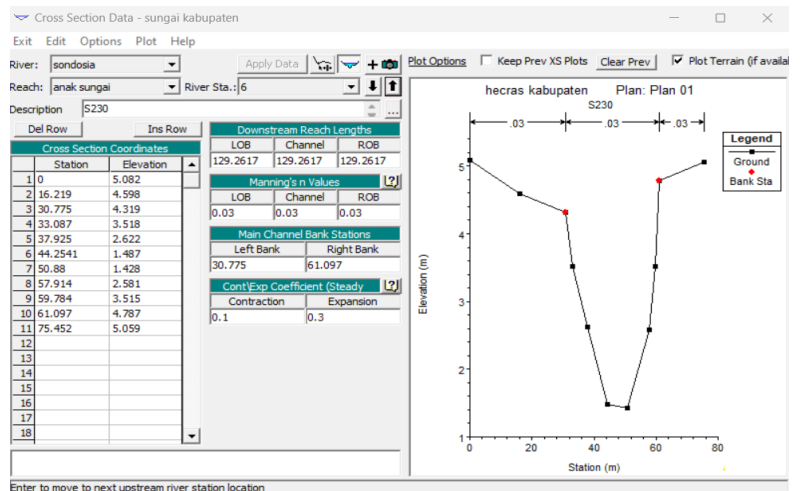 Cross Section Data - sungai kabupaten
Exit Edit Options Plot Help
River: sondosia Apply Data
Reach: anak sungai River Sta.: 6
Description S230 ...
Del Row Ins Row
Cross Section Coordinates
Station Elevation
1 0 5.082
2 16.219 4.598
3 30.775 4.319
4 33.087 3.518
5 37.925 2.622
6 44.2541 1.487
7 50.88 1.428
8 57.914 2.581
9 59.784 3.515
10 61.097 4.787
11 75.452 5.059
12
13
14
15
16
17
18
Downstream Reach Lengths
LOB Channel ROB
129.2617 129.2617 129.2617
Manning's n Values
LOB Channel ROB
0.03 0.03 0.03
Main Channel Bank Stations
Left Bank Right Bank
30.775 61.097
Cont\Exp Coefficient (Steady
Contraction Expansion
0.1 0.3
Enter to move to next upstream river station location
Plot Options Keep Prev XS Plots Clear Prev Plot Terrain (if availal
hecras kabupaten Plan: Plan 01
S230
.03 .03 .03
Legend
Ground
Bank Sta
Elevation (m)
5
4
3
2
1
0 20 40 60 80
Station (m)